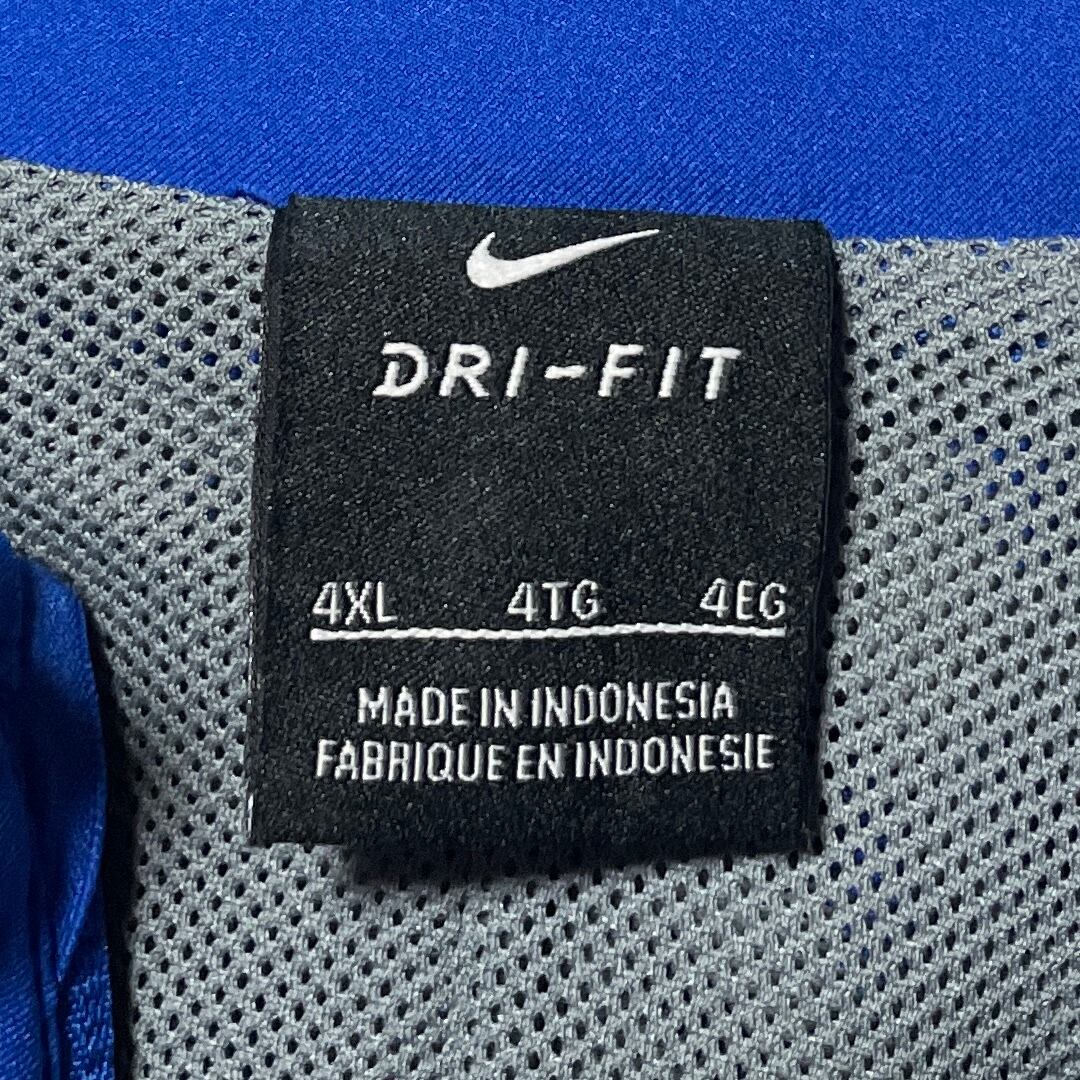 DRI-FIT
4XL 4TG 4EG
MADE IN INDONESIA
FABRIQUE EN INDONESIE